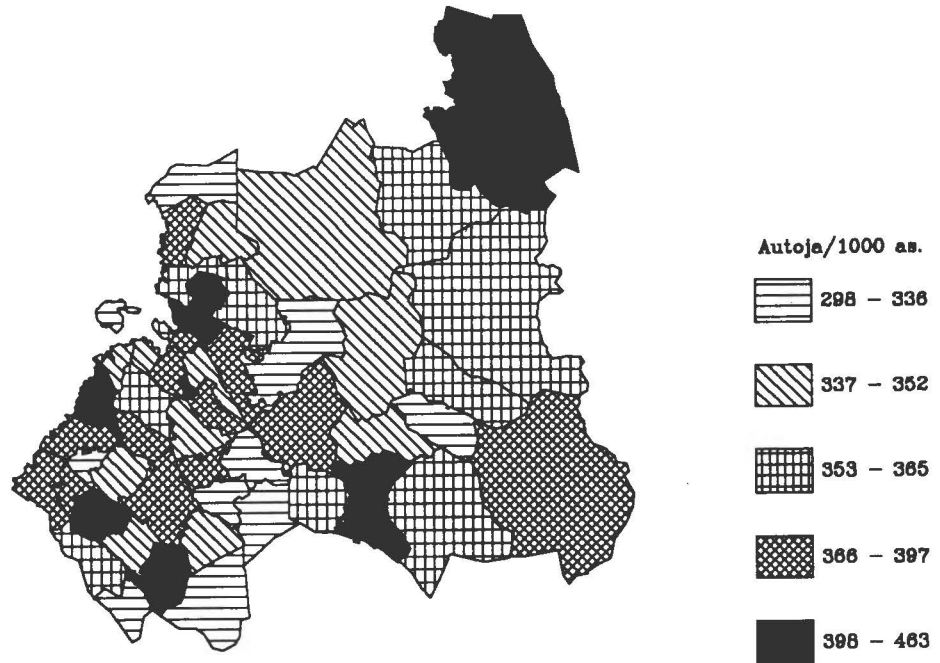 Autoja/1000 as.
298 – 336
337 – 352
353 – 365
366 – 397
398 – 463